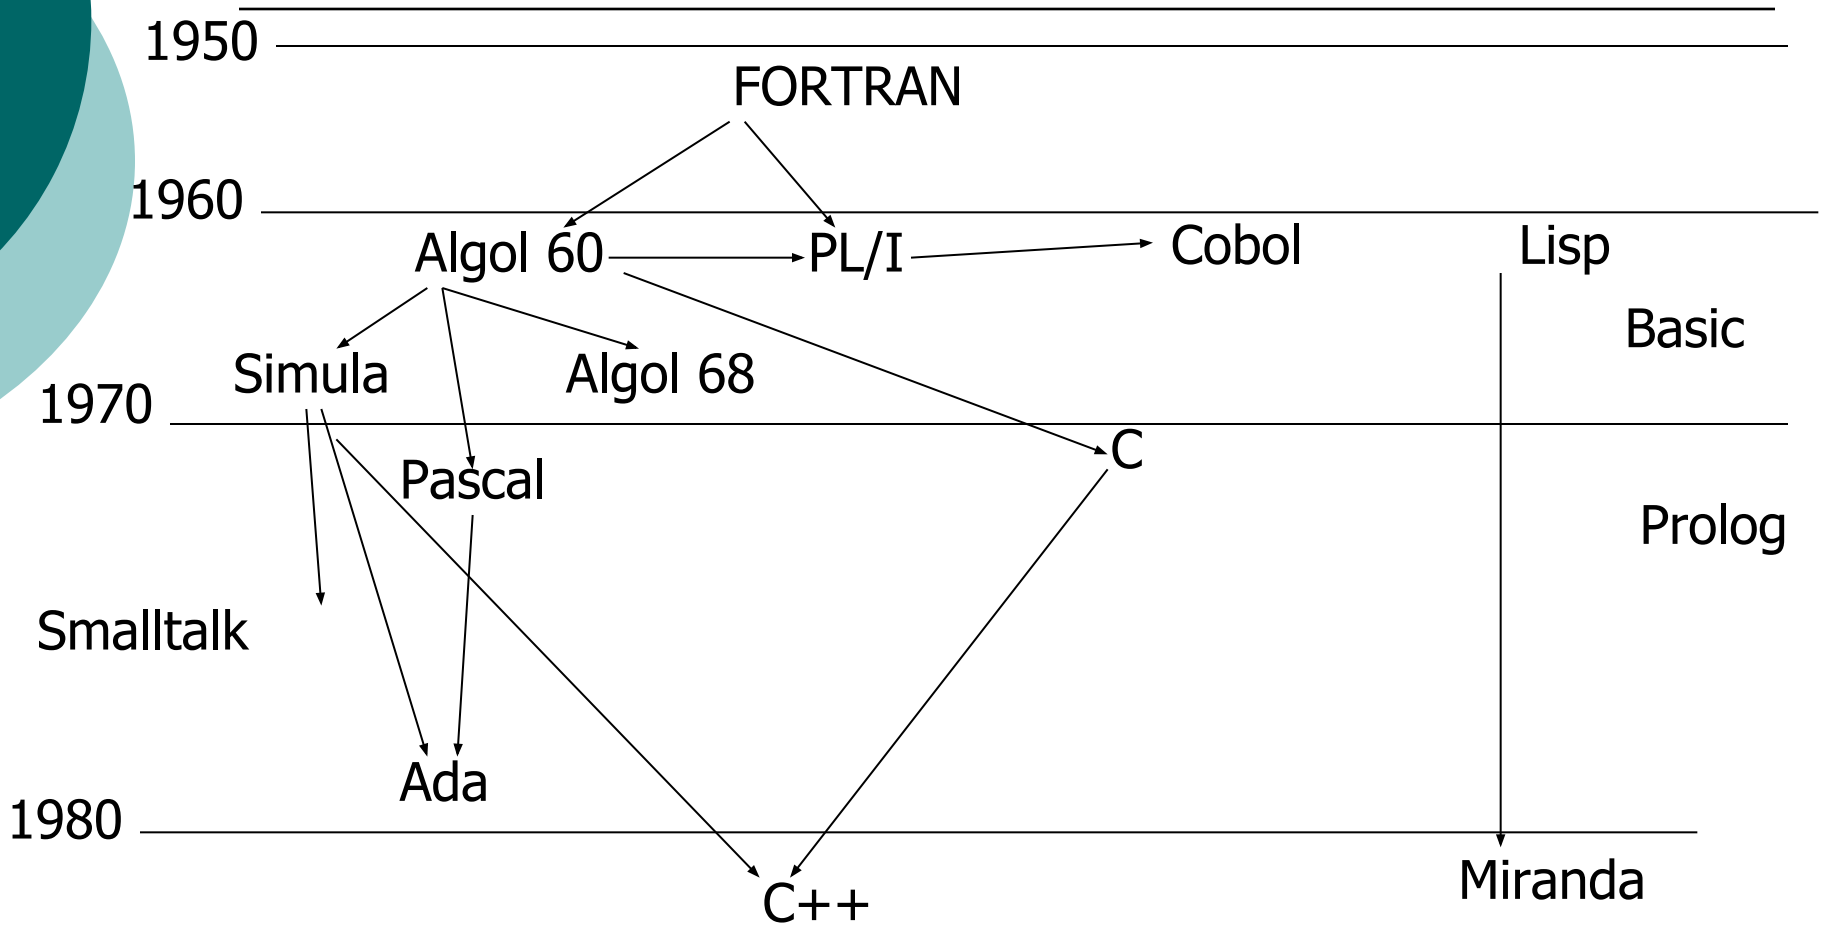 1950
FORTRAN
1960
Algol 60 PL/I Cobol Lisp
Basic
Simula Algol 68
1970
C
Pascal
Prolog
Smalltalk
Ada
1980
Miranda
C++